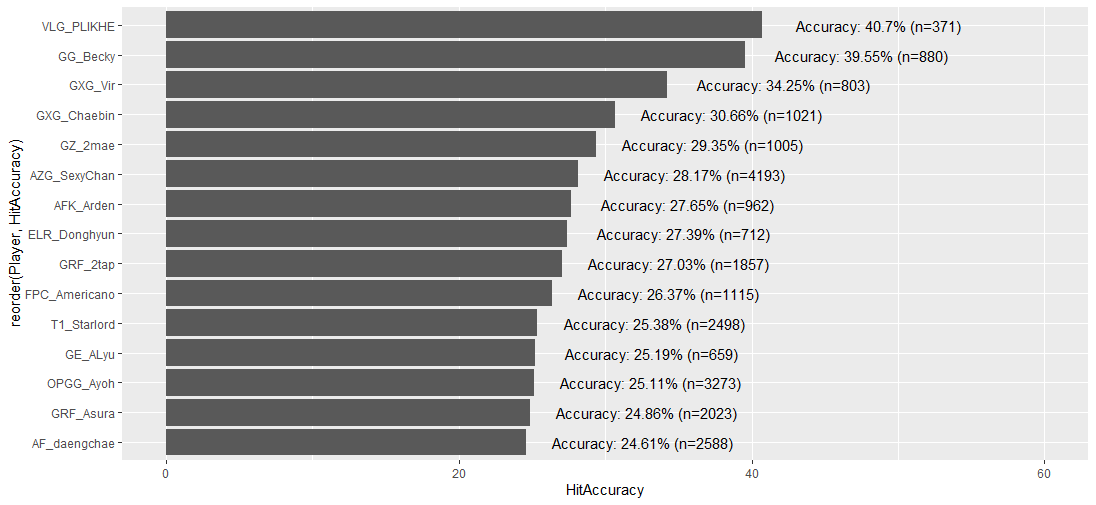 VLG_PLIKHE Accuracy: 40.7% (n=371)
GG_Becky Accuracy: 39.55% (n=880)
GXG_Vir Accuracy: 34.25% (n=803)
GXG_Chaebin Accuracy: 30.66% (n=1021)
GZ_2mae Accuracy: 29.35% (n=1005)
AZG_SexyChan Accuracy: 28.17% (n=4193)
AFK_Arden Accuracy: 27.65% (n=962)
ELR_Donghyun Accuracy: 27.39% (n=712)
GRF_2tap Accuracy: 27.03% (n=1857)
FPC_Americano Accuracy: 26.37% (n=1115)
T1_Starlord Accuracy: 25.38% (n=2498)
GE_ALyu Accuracy: 25.19% (n=659)
OPGG_Ayoh Accuracy: 25.11% (n=3273)
GRF_Asura Accuracy: 24.86% (n=2023)
AF_daengchae Accuracy: 24.61% (n=2588)
reorder(Player, HitAccuracy)
0 20 40 60
HitAccuracy